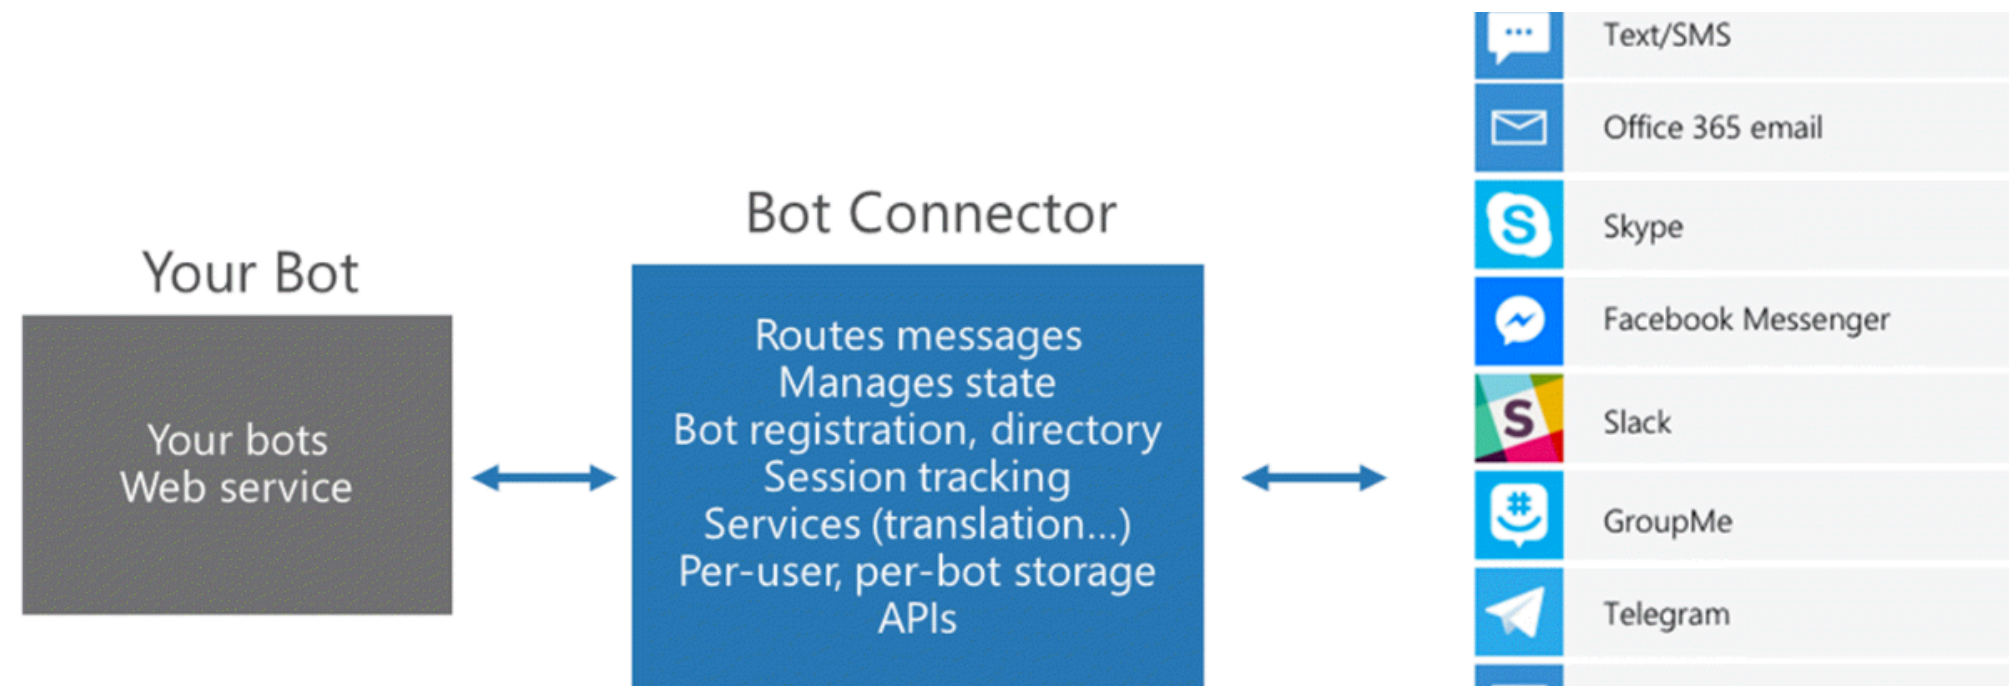 Your Bot
Your bots
Web service
Bot Connector
Routes messages
Manages state
Bot registration, directory
Session tracking
Services (translation...)
Per-user, per-bot storage
APIs
Text/SMS
Office 365 email
Skype
Facebook Messenger
S
Slack
#
GroupMe
Telegram